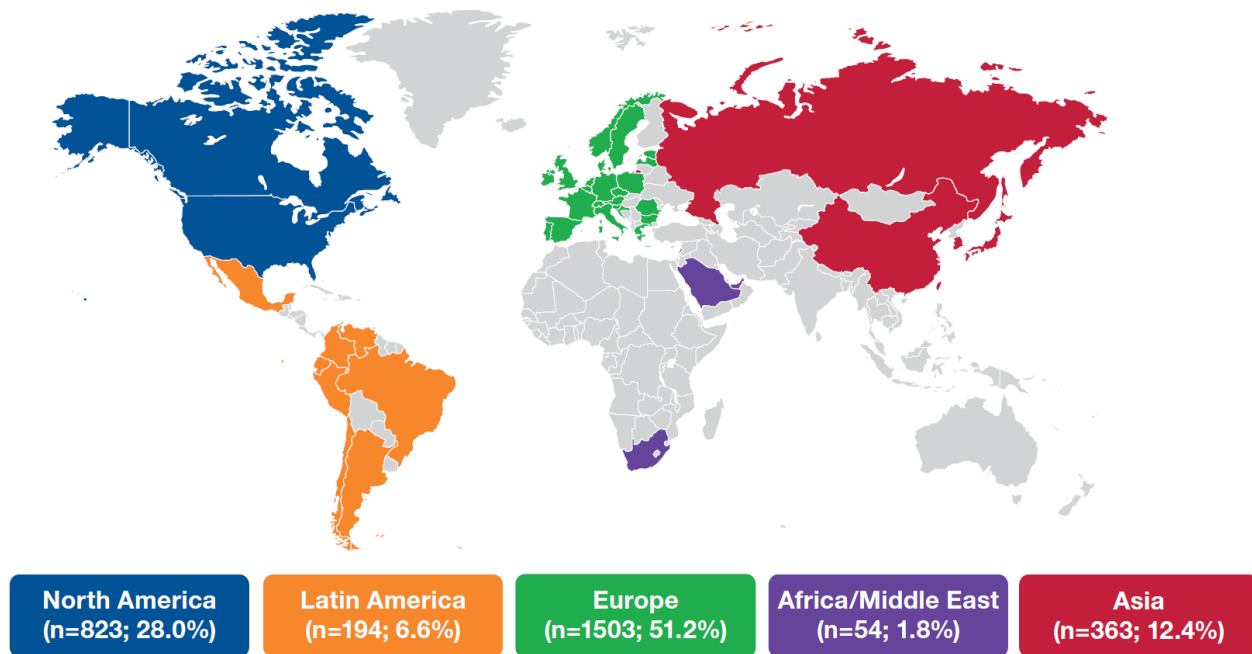 North America
(n=823; 28.0%)
Latin America
(n=194; 6.6%)
Europe
(n=1503; 51.2%)
Africa/Middle East
(n=54; 1.8%)
Asia
(n=363; 12.4%)